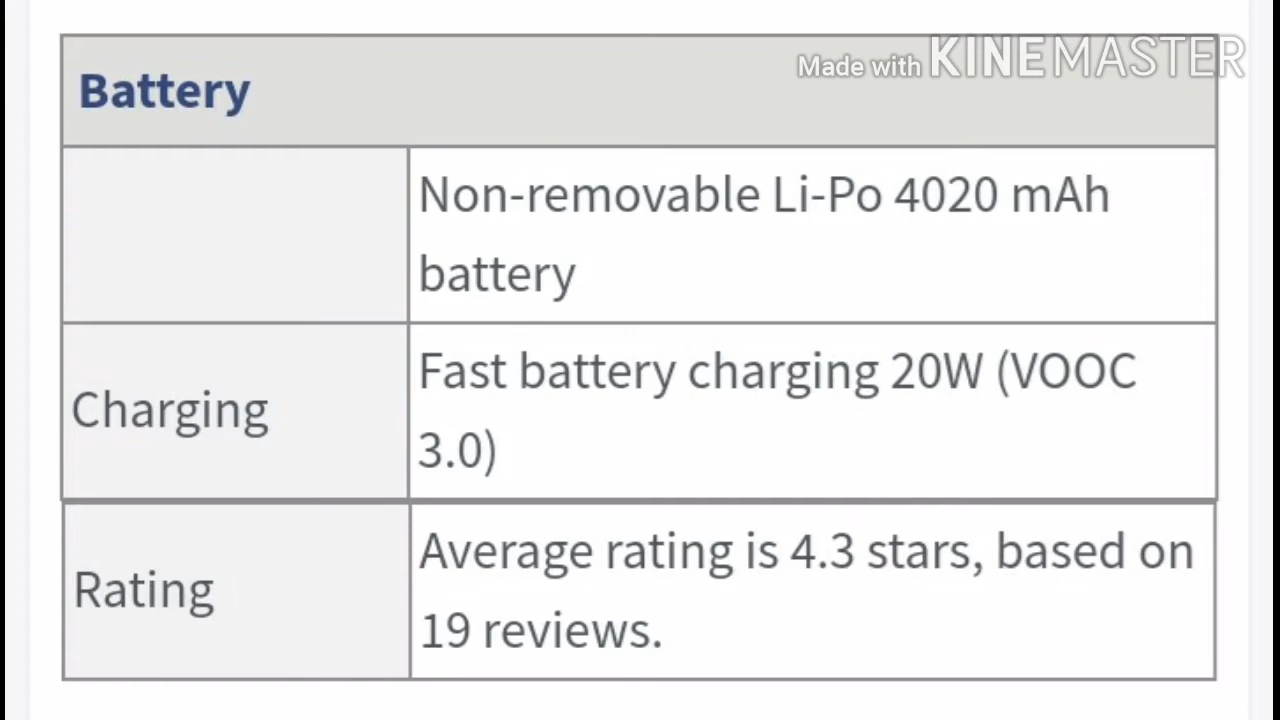 Made with KINEMASTER
Battery
Non-removable Li-Po 4020 mAh
battery
Charging
Fast battery charging 20W (VOOC
3.0)
Rating
Average rating is 4.3 stars, based on
19 reviews.